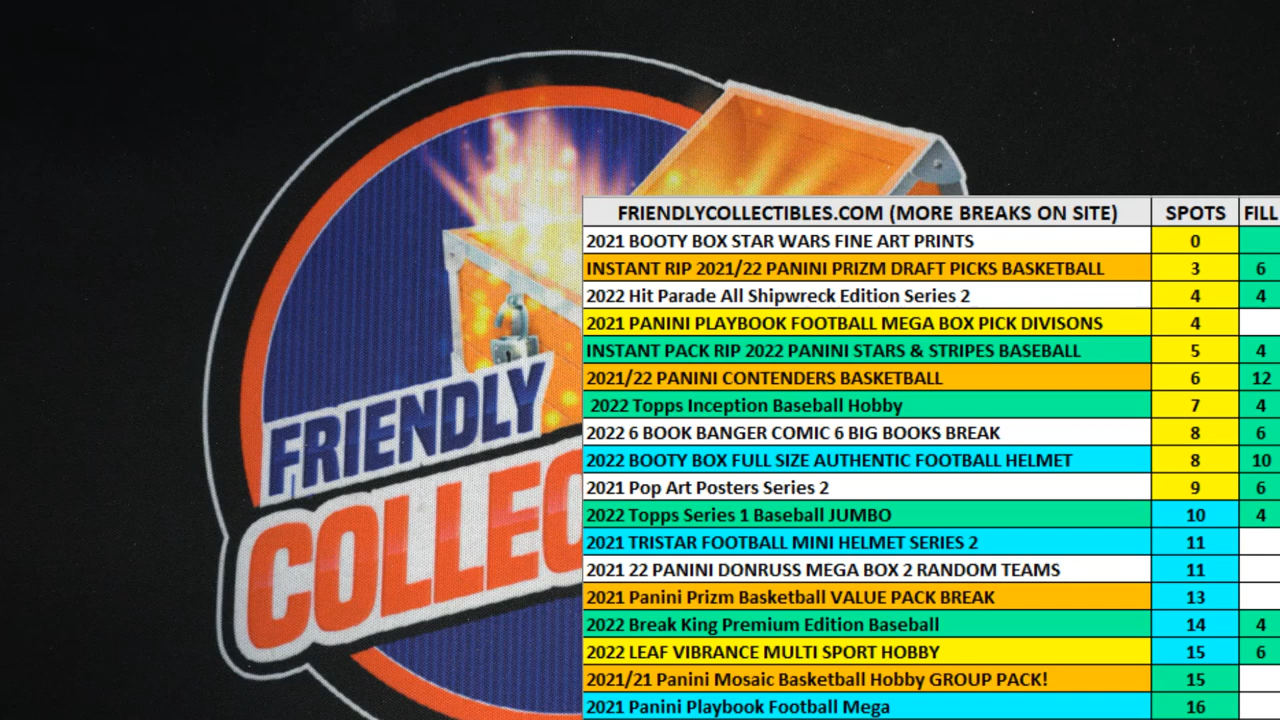 FRIENDLY
COLLEC
FRIENDLYCOLLECTIBLES.COM (MORE BREAKS ON SITE) SPOTS FILL
2021 BOOTY BOX STAR WARS FINE ART PRINTS 0
INSTANT RIP 2021/22 PANINI PRIZM DRAFT PICKS BASKETBALL 3 6
2022 Hit Parade All Shipwreck Edition Series 2 4 4
2021 PANINI PLAYBOOK FOOTBALL MEGA BOX PICK DIVISONS 4
INSTANT PACK RIP 2022 PANINI STARS & STRIPES BASEBALL 5 4
2021/22 PANINI CONTENDERS BASKETBALL 6 12
2022 Topps Inception Baseball Hobby 7 4
2022 6 BOOK BANGER COMIC 6 BIG BOOKS BREAK 8 6
2022 BOOTY BOX FULL SIZE AUTHENTIC FOOTBALL HELMET 8 10
2021 Pop Art Posters Series 2 9 6
2022 Topps Series 1 Baseball JUMBO 10 4
2021 TRISTAR FOOTBALL MINI HELMET SERIES 2 11
2021 22 PANINI DONRUSS MEGA BOX 2 RANDOM TEAMS 11
2021 Panini Prizm Basketball VALUE PACK BREAK 13
2022 Break King Premium Edition Baseball 14 4
2022 LEAF VIBRANCE MULTI SPORT HOBBY 15 6
2021/21 Panini Mosaic Basketball Hobby GROUP PACK! 15
2021 Panini Playbook Football Mega 16